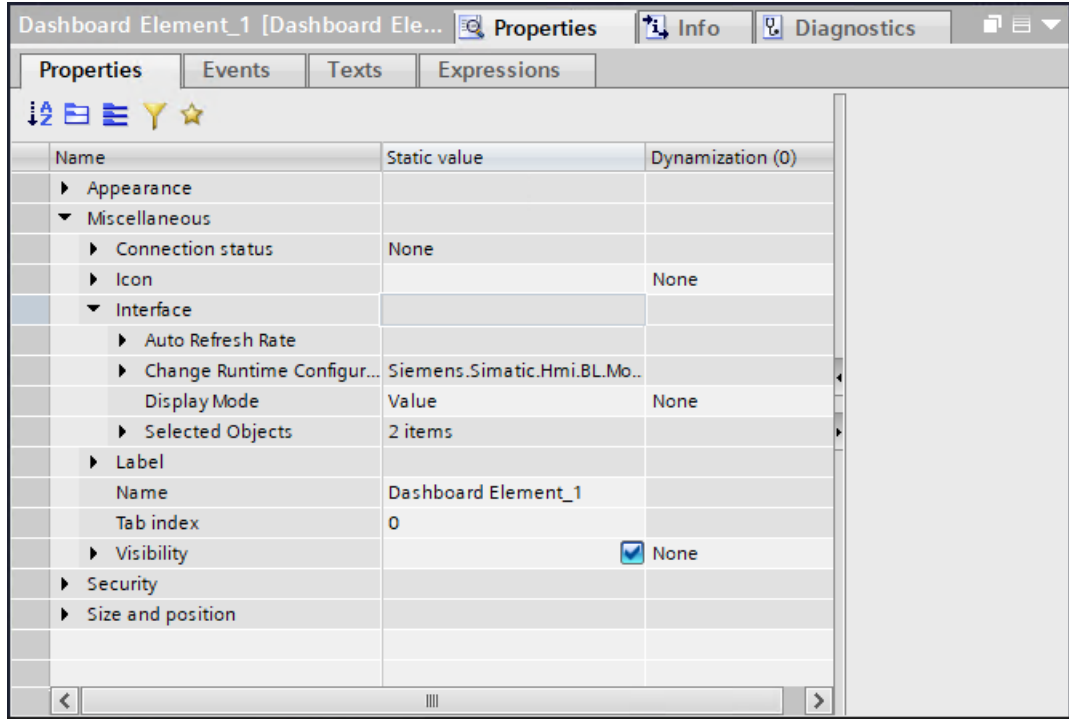 Dashboard Element_1 [Dashboard Ele... Properties Info Diagnostics
Properties Events Texts Expressions
Name Static value Dynamization (0)
Appearance
Miscellaneous
Connection status None
Icon None
Interface
Auto Refresh Rate
Change Runtime Configur... Siemens.Simatic.Hmi.BL.Mo..
Display Mode Value None
Selected Objects 2 items
Label
Name Dashboard Element_1
Tab index 0
Visibility None
Security
Size and position